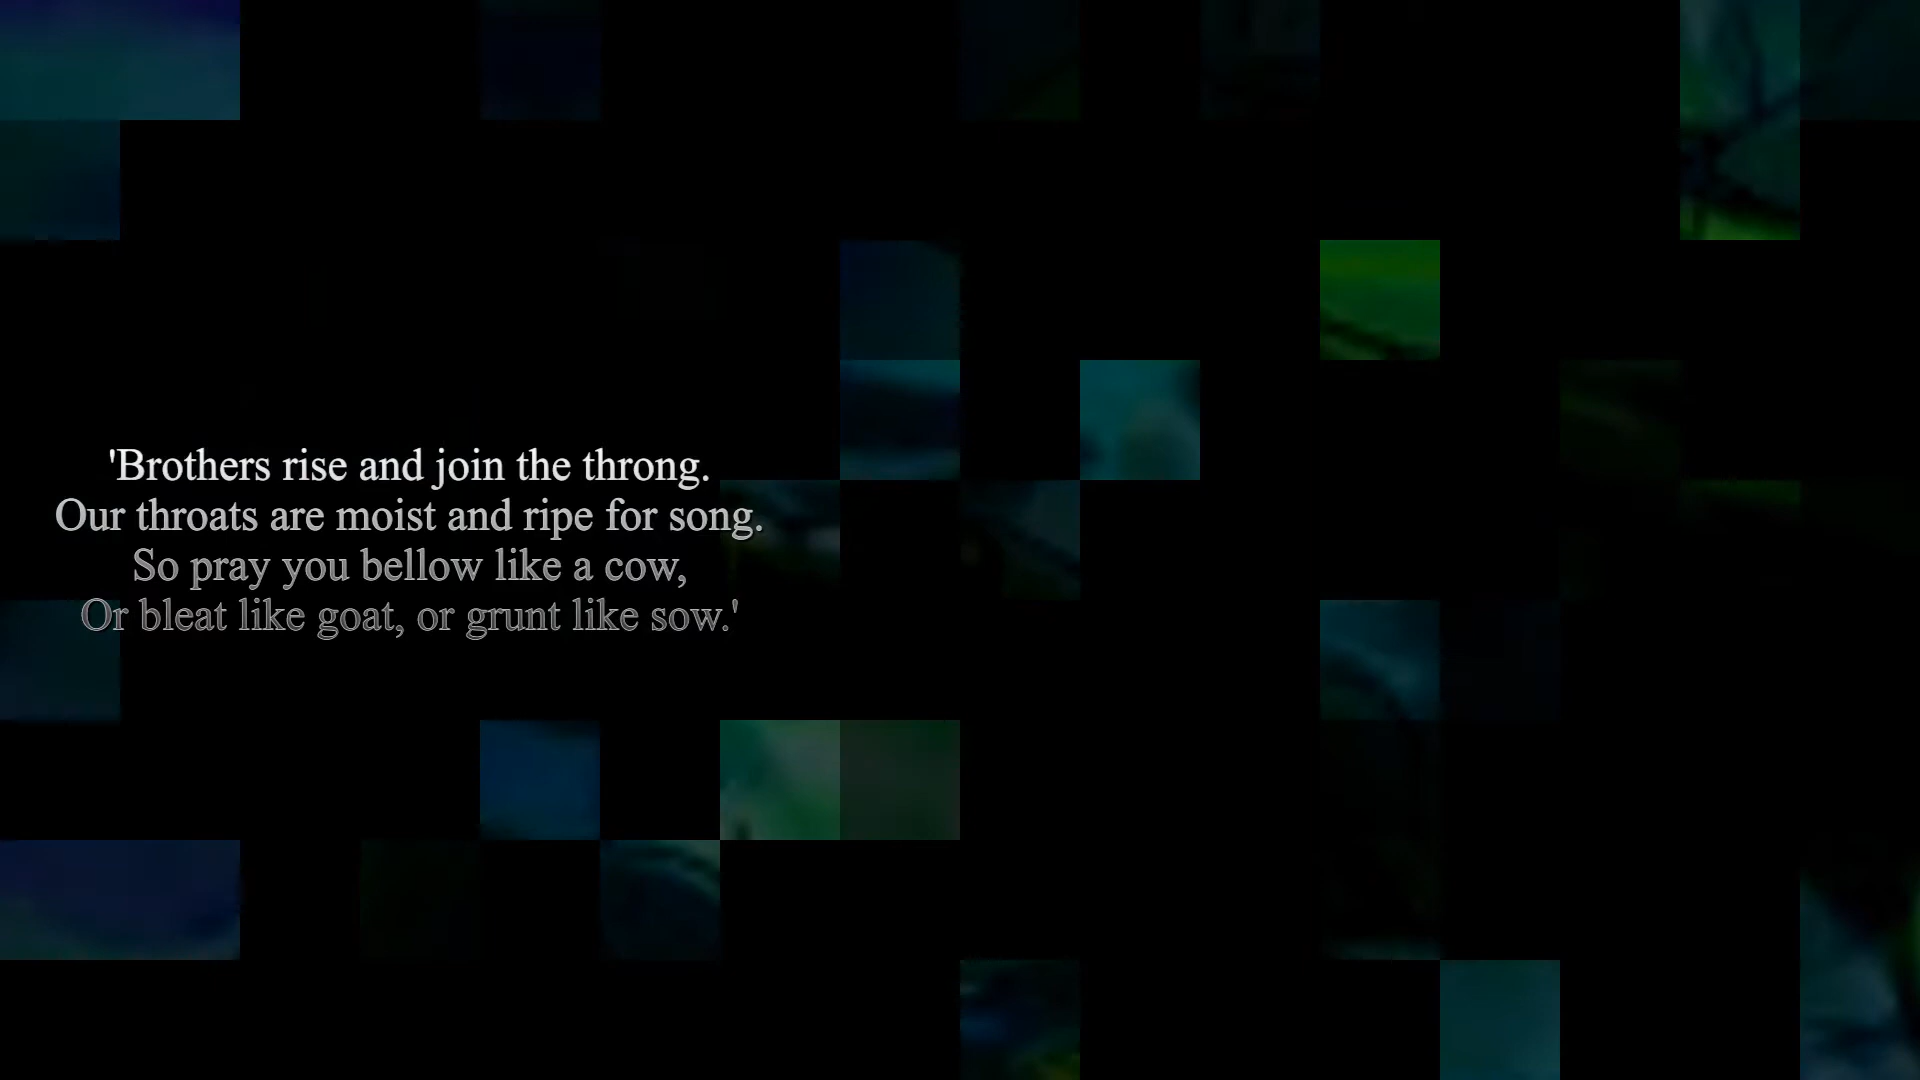 'Brothers rise and join the throng.
Our throats are moist and ripe for song.
So pray you bellow like a cow,
Or bleat like goat, or grunt like sow.'